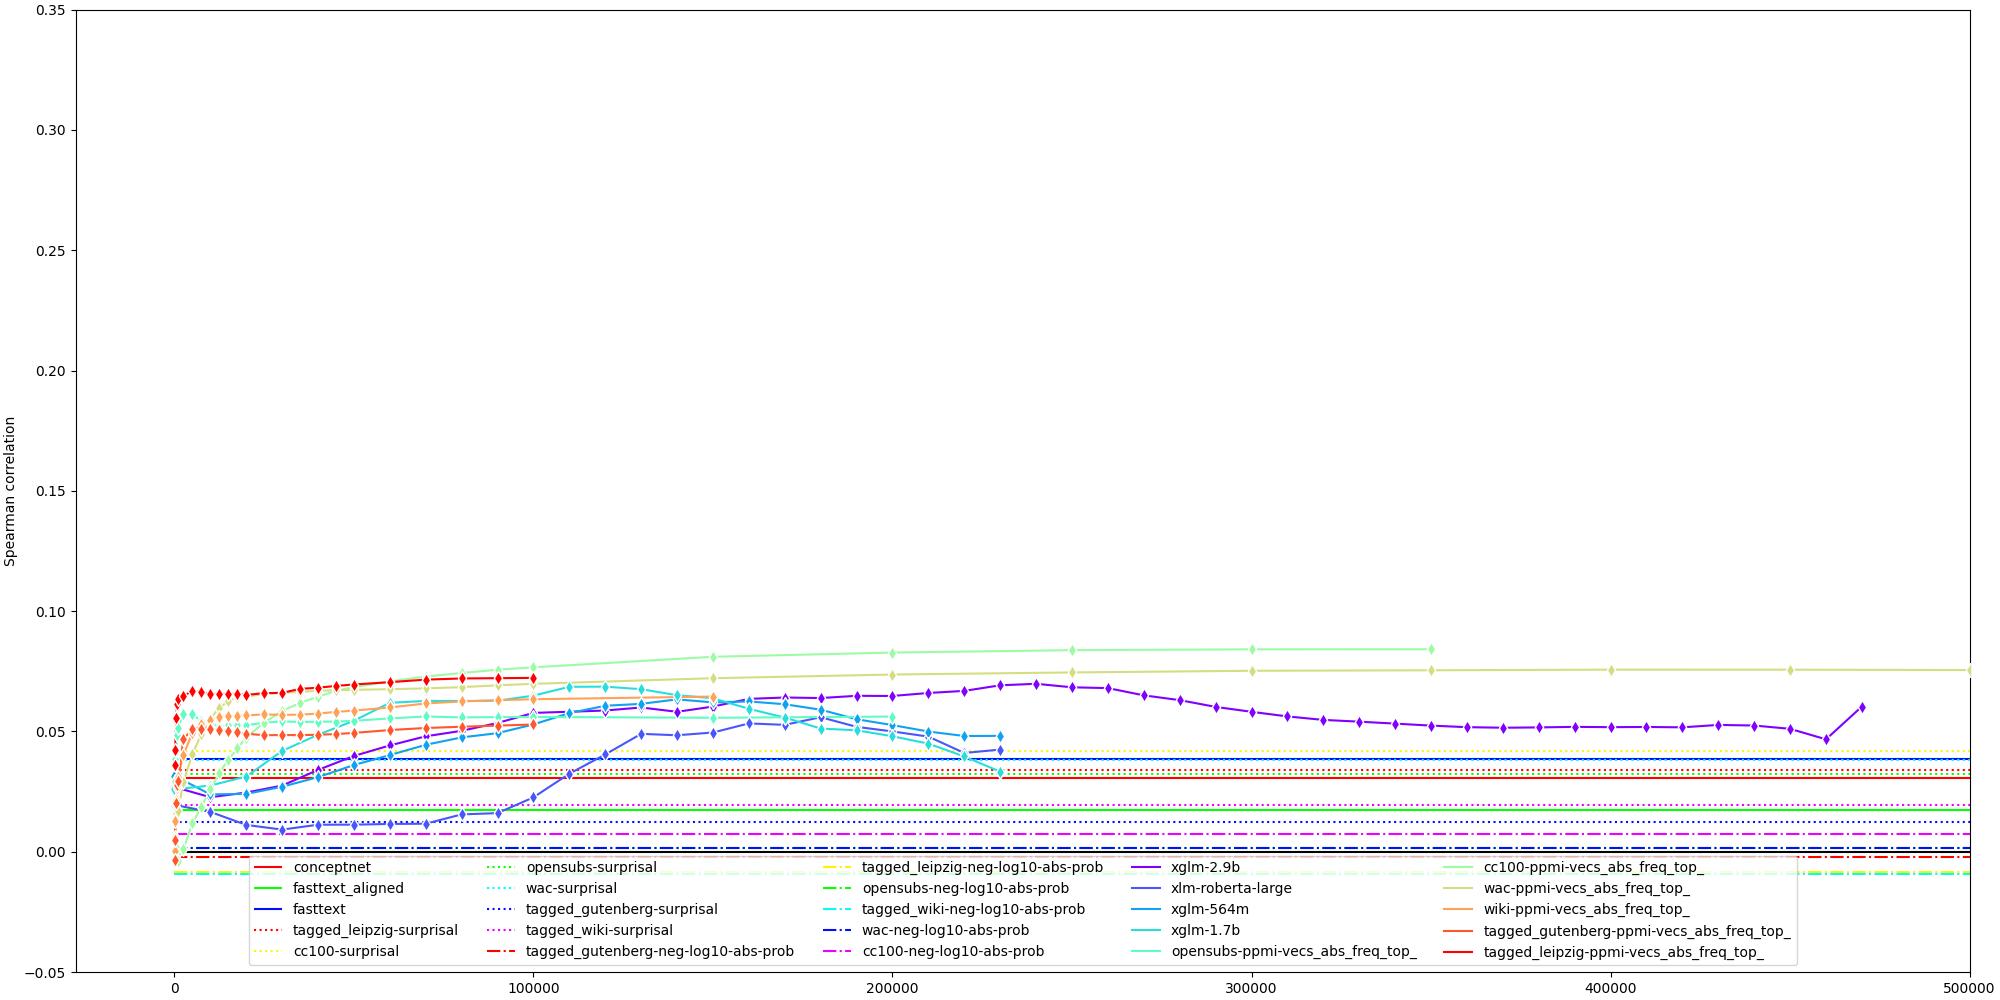 0.35
0.30
0.25
0.20
0.15
0.10
0.05
0.00
−0.05
Spearman correlation
0 100000 200000 300000 400000 500000
conceptnet
fasttext_aligned
fasttext
tagged_leipzig-surprisal
cc100-surprisal
opensubs-surprisal
wac-surprisal
tagged_gutenberg-surprisal
tagged_wiki-surprisal
tagged_gutenberg-neg-log10-abs-prob
tagged_leipzig-neg-log10-abs-prob
opensubs-neg-log10-abs-prob
tagged_wiki-neg-log10-abs-prob
wac-neg-log10-abs-prob
cc100-neg-log10-abs-prob
xglm-2.9b
xlm-roberta-large
xglm-564m
xglm-1.7b
opensubs-ppmi-vecs_abs_freq_top_
cc100-ppmi-vecs_abs_freq_top_
wac-ppmi-vecs_abs_freq_top_
wiki-ppmi-vecs_abs_freq_top_
tagged_gutenberg-ppmi-vecs_abs_freq_top_
tagged_leipzig-ppmi-vecs_abs_freq_top_